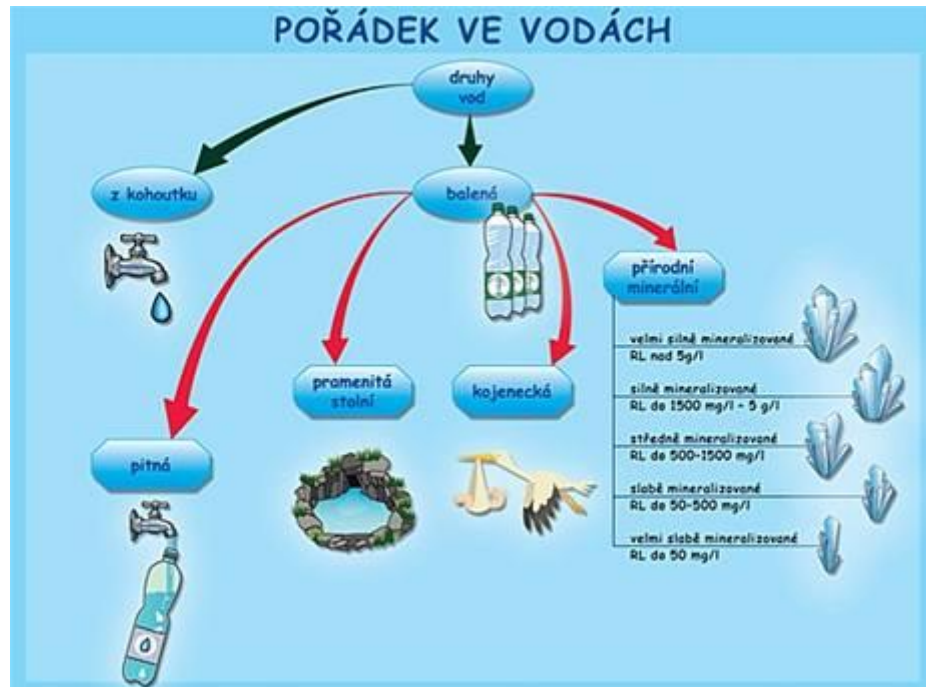 POŘÁDEK VE VODÁCH
druhy
vod
z kohoutku
balená
přírodní
minerální
velmi silně mineralizované
RL nad 5g/l
silně mineralizované
RL do 1500 mg/l - 5 g/l
středně mineralizované
RL do 500-1500 mg/l
slabě mineralizované
RL do 50-500 mg/l
velmi slabě mineralizované
RL do 50 mg/l
pramenitá
stolní
kojenecká
pitná